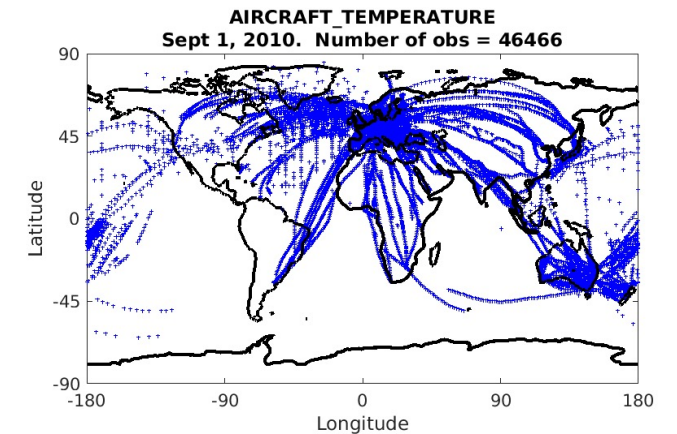 AIRCRAFT_TEMPERATURE
Sept 1, 2010. Number of obs = 46466
90
45
0
-45
-90
Latitude
-180
-90
0
90
180
Longitude